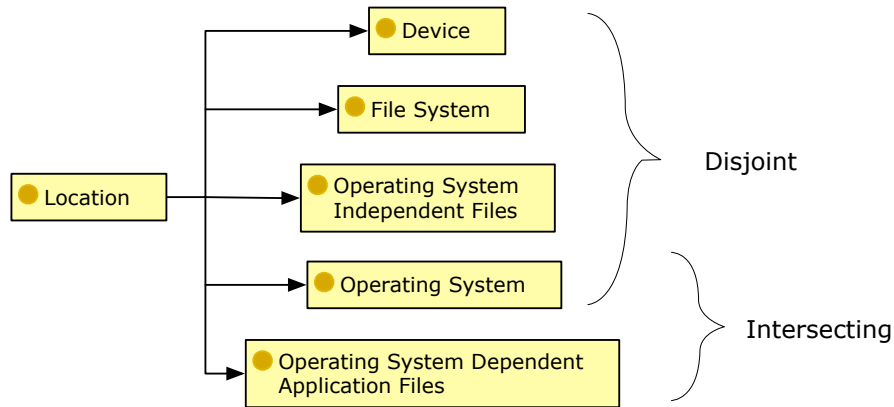 Device
File System
Disjoint
Operating System
Independent Files
Location
Operating System
Intersecting
Operating System Dependent
Application Files